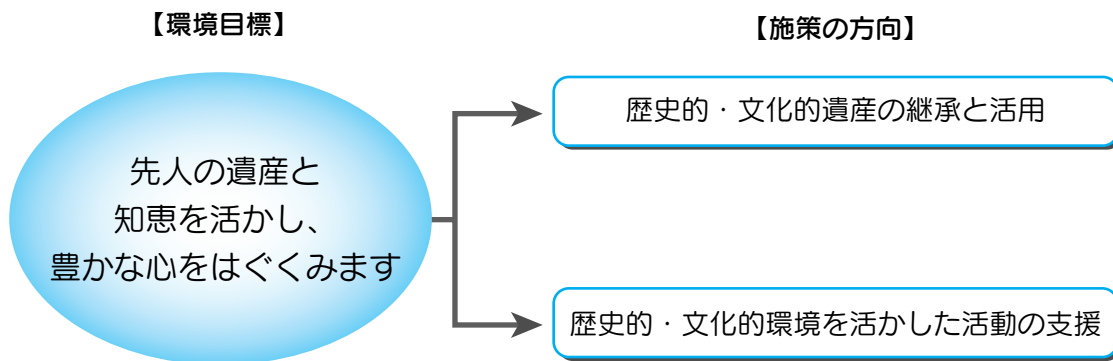 【環境目標】
【施策の方向】
先人の遺産と
知恵を活かし、
豊かな心をはぐくみます
歴史的・文化的遺産の継承と活用
歴史的・文化的環境を活かした活動の支援